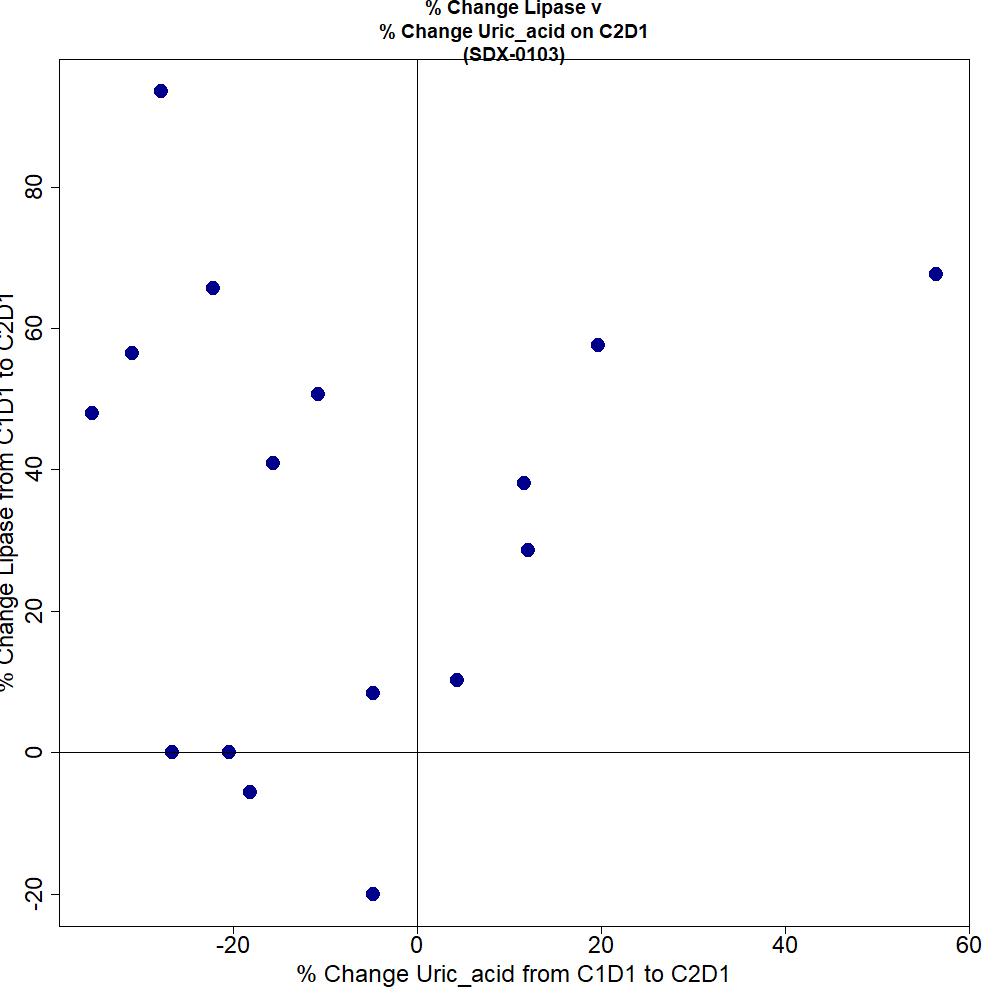 % Change Lipase v
% Change Uric_acid on C2D1
(SDX-0103)
% Change Lipase from C1D1 to C2D1
80
60
40
20
0
-20
-20
0
20
40
60
% Change Uric_acid from C1D1 to C2D1